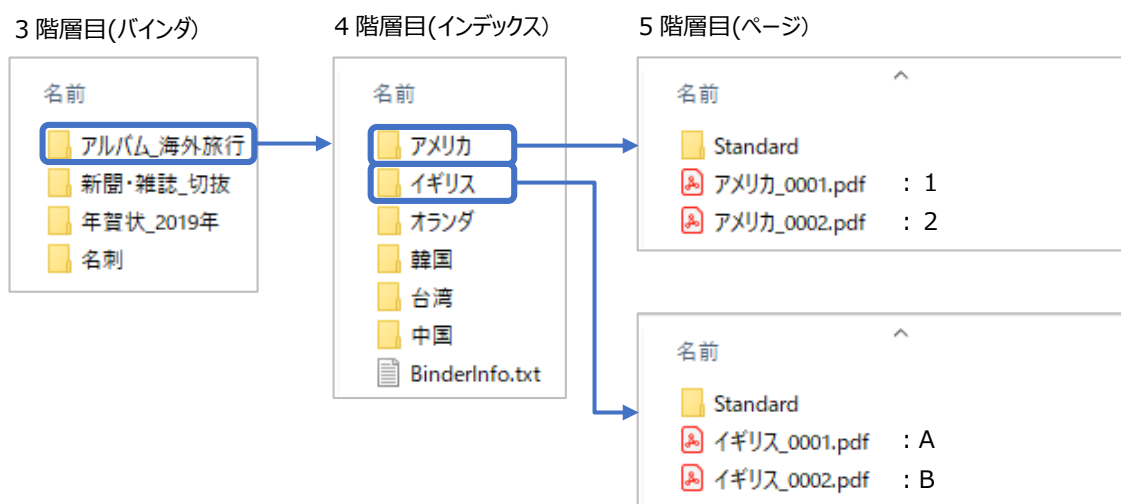 3 階層目(バインダ)
名前
アルバム_海外旅行
新聞・雑誌_切抜
年賀状_2019年
名刺
4 階層目(インデックス)
名前
アメリカ
イギリス
オランダ
韓国
台湾
中国
BinderInfo.txt
5 階層目(ページ)
名前
Standard
アメリカ_0001.pdf : 1
アメリカ_0002.pdf : 2
名前
Standard
イギリス_0001.pdf : A
イギリス_0002.pdf : B